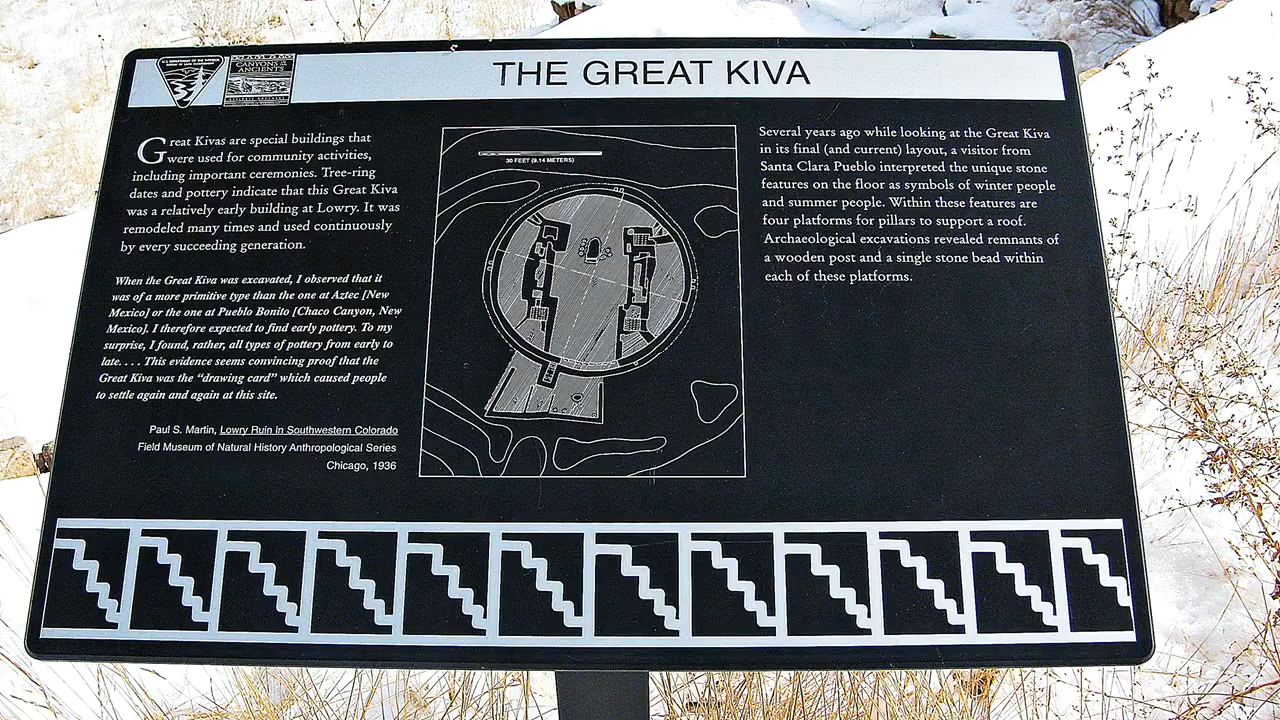 U.S. DEPARTMENT OF THE INTERIOR
BUREAU OF LAND MANAGEMENT
CANYONS
ANCIENTS
THE GREAT KIVA
Great Kivas are special buildings that
were used for community activities,
including important ceremonies. Tree-ring
dates and pottery indicate that this Great Kiva
was a relatively early building at Lowry. It was
remodeled many times and used continuously
by every succeeding generation.
When the Great Kiva was excavated, I observed that it
was of a more primitive type than the one at Aztec [New
Mexico] or the one at Pueblo Bonito [Chaco Canyon, New
Mexico]. I therefore expected to find early pottery. To my
surprise, I found, rather, all types of pottery from early to
late. . . . This evidence seems convincing proof that the
Great Kiva was the “drawing card” which caused people
to settle again and again at this site.
Paul S. Martin, Lowry Ruin in Southwestern Colorado
Field Museum of Natural History Anthropological Series
Chicago, 1936
30 FEET (9.14 METERS)
Several years ago while looking at the Great Kiva
in its final (and current) layout, a visitor from
Santa Clara Pueblo interpreted the unique stone
features on the floor as symbols of winter people
and summer people. Within these features are
four platforms for pillars to support a roof.
Archaeological excavations revealed remnants of
a wooden post and a single stone bead within
each of these platforms.